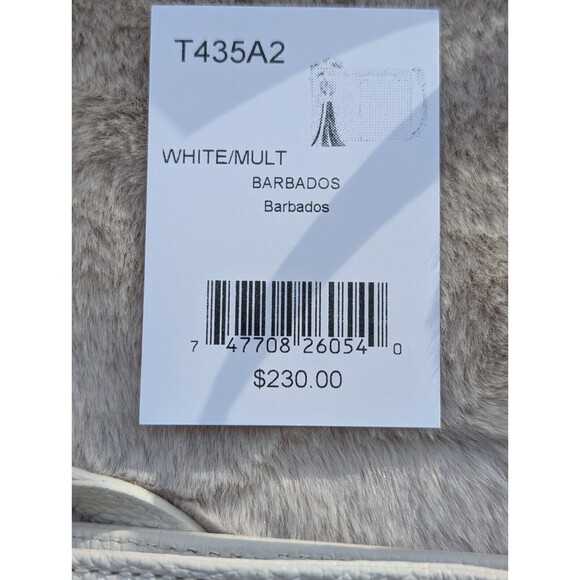 T435A2
WHITE/MULT
BARBADOS
Barbados
7 47708 26054 0
$230.00